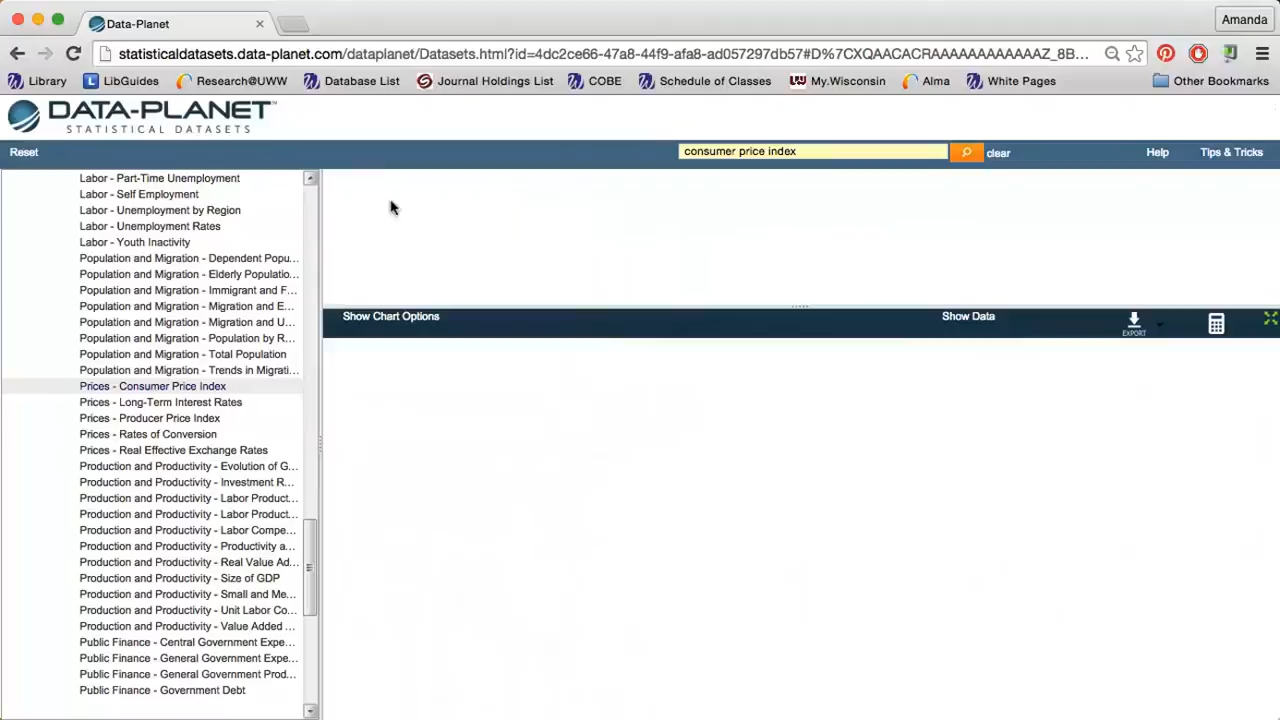 Data-Planet
Amanda
statisticaldatasets.data-planet.com/dataplanet/Datasets.html?id=4dc2ce66-47a8-44f9-afa8-ad057297db57#D%7CXQAACACRAAAAAAAAAAAAZ_8B...
Library LibGuides Research@UWW Database List Journal Holdings List COBE Schedule of Classes My.Wisconsin Alma White Pages Other Bookmarks
DATA-PLANET™
STATISTICAL DATASETS
Reset consumer price index clear Help Tips & Tricks
Labor - Part-Time Unemployment
Labor - Self Employment
Labor - Unemployment by Region
Labor - Unemployment Rates
Labor - Youth Inactivity
Population and Migration - Dependent Popu...
Population and Migration - Elderly Populatio...
Population and Migration - Immigrant and F...
Population and Migration - Migration and E...
Population and Migration - Migration and U...
Population and Migration - Population by R...
Population and Migration - Total Population
Population and Migration - Trends in Migrati...
Prices - Consumer Price Index
Prices - Long-Term Interest Rates
Prices - Producer Price Index
Prices - Rates of Conversion
Prices - Real Effective Exchange Rates
Production and Productivity - Evolution of G...
Production and Productivity - Investment R...
Production and Productivity - Labor Product...
Production and Productivity - Labor Product...
Production and Productivity - Labor Compe...
Production and Productivity - Productivity a...
Production and Productivity - Real Value Ad...
Production and Productivity - Size of GDP
Production and Productivity - Small and Me...
Production and Productivity - Unit Labor Co...
Production and Productivity - Value Added ...
Public Finance - Central Government Expe...
Public Finance - General Government Expe...
Public Finance - General Government Prod...
Public Finance - Government Debt
Show Chart Options Show Data
EXPORT